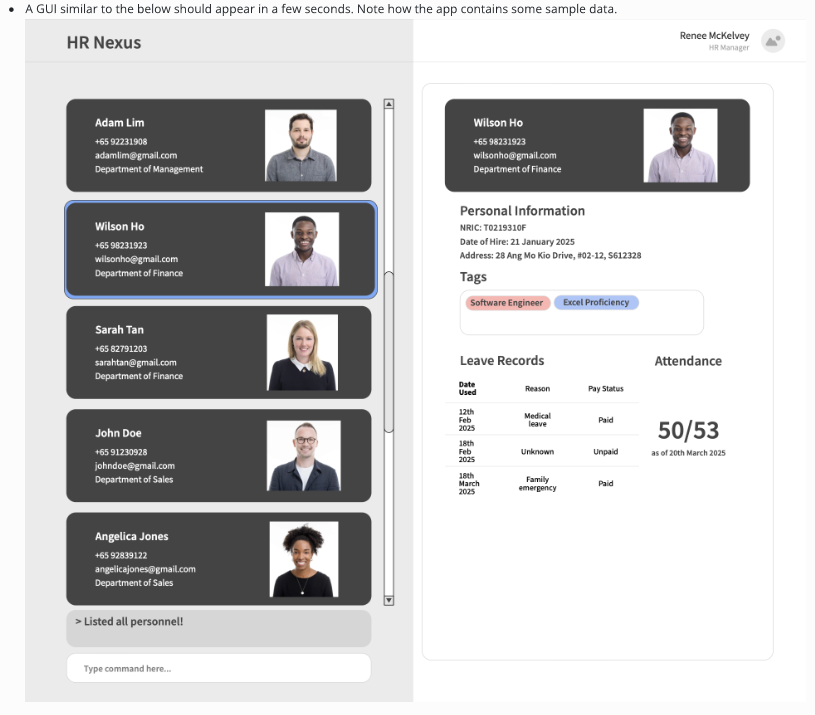 A GUI similar to the below should appear in a few seconds. Note how the app contains some sample data.
HR Nexus
Renee McKelvey
HR Manager
Adam Lim
+65 92231908
adamlim@gmail.com
Department of Management
Wilson Ho
+65 98231923
wilsonho@gmail.com
Department of Finance
Sarah Tan
+65 82791203
sarahtan@gmail.com
Department of Finance
John Doe
+65 91230928
johndoe@gmail.com
Department of Sales
Angelica Jones
+65 92839122
angelicajones@gmail.com
Department of Sales
> Listed all personnel!
Type command here...
Wilson Ho
+65 98231923
wilsonho@gmail.com
Department of Finance
Personal Information
NRIC: T0219310F
Date of Hire: 21 January 2025
Address: 28 Ang Mo Kio Drive, #02-12, S612328
Tags
Software Engineer Excel Proficiency
Leave Records
Date
Used
Reason
Pay Status
12th
Feb
2025
Medical
leave
Paid
18th
Feb
2025
Unknown
Unpaid
18th
March
2025
Family
emergency
Paid
Attendance
50/53
as of 20th March 2025